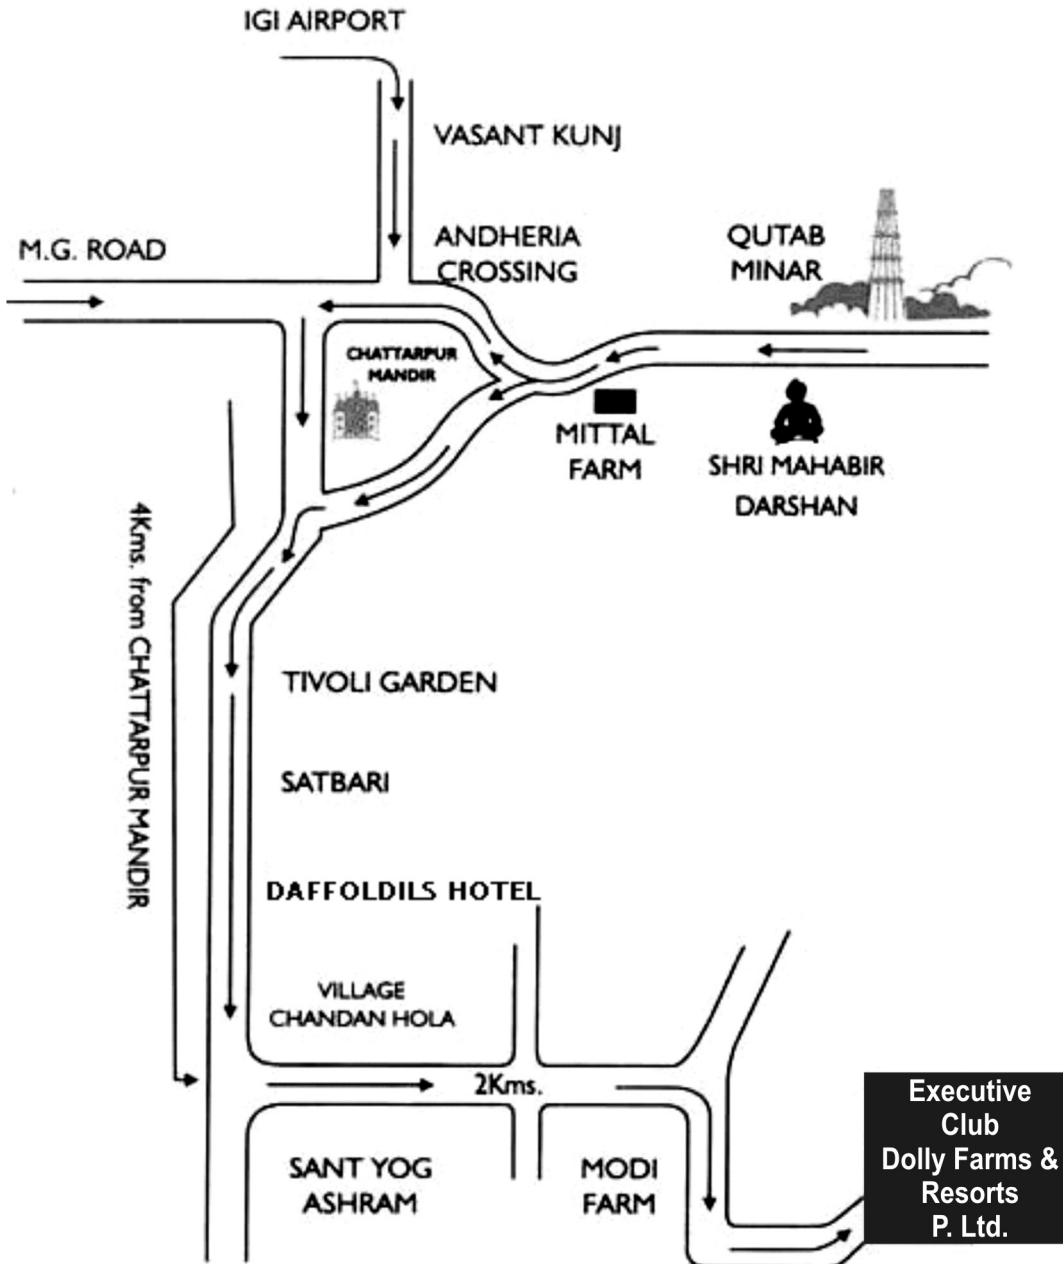 IGI AIRPORT
VASANT KUNJ
M.G. ROAD
ANDHERIA
CROSSING
QUTAB
MINAR
CHATTARPUR
MANDIR
MITTAL
FARM
SHRI MAHABIR
DARSHAN
4Kms. from CHATTARPUR MANDIR
TIVOLI GARDEN
SATBARI
DAFFOLDILS HOTEL
VILLAGE
CHANDAN HOLA
2Kms.
SANT YOG
ASHRAM
MODI
FARM
Executive
Club
Dolly Farms &
Resorts
P. Ltd.